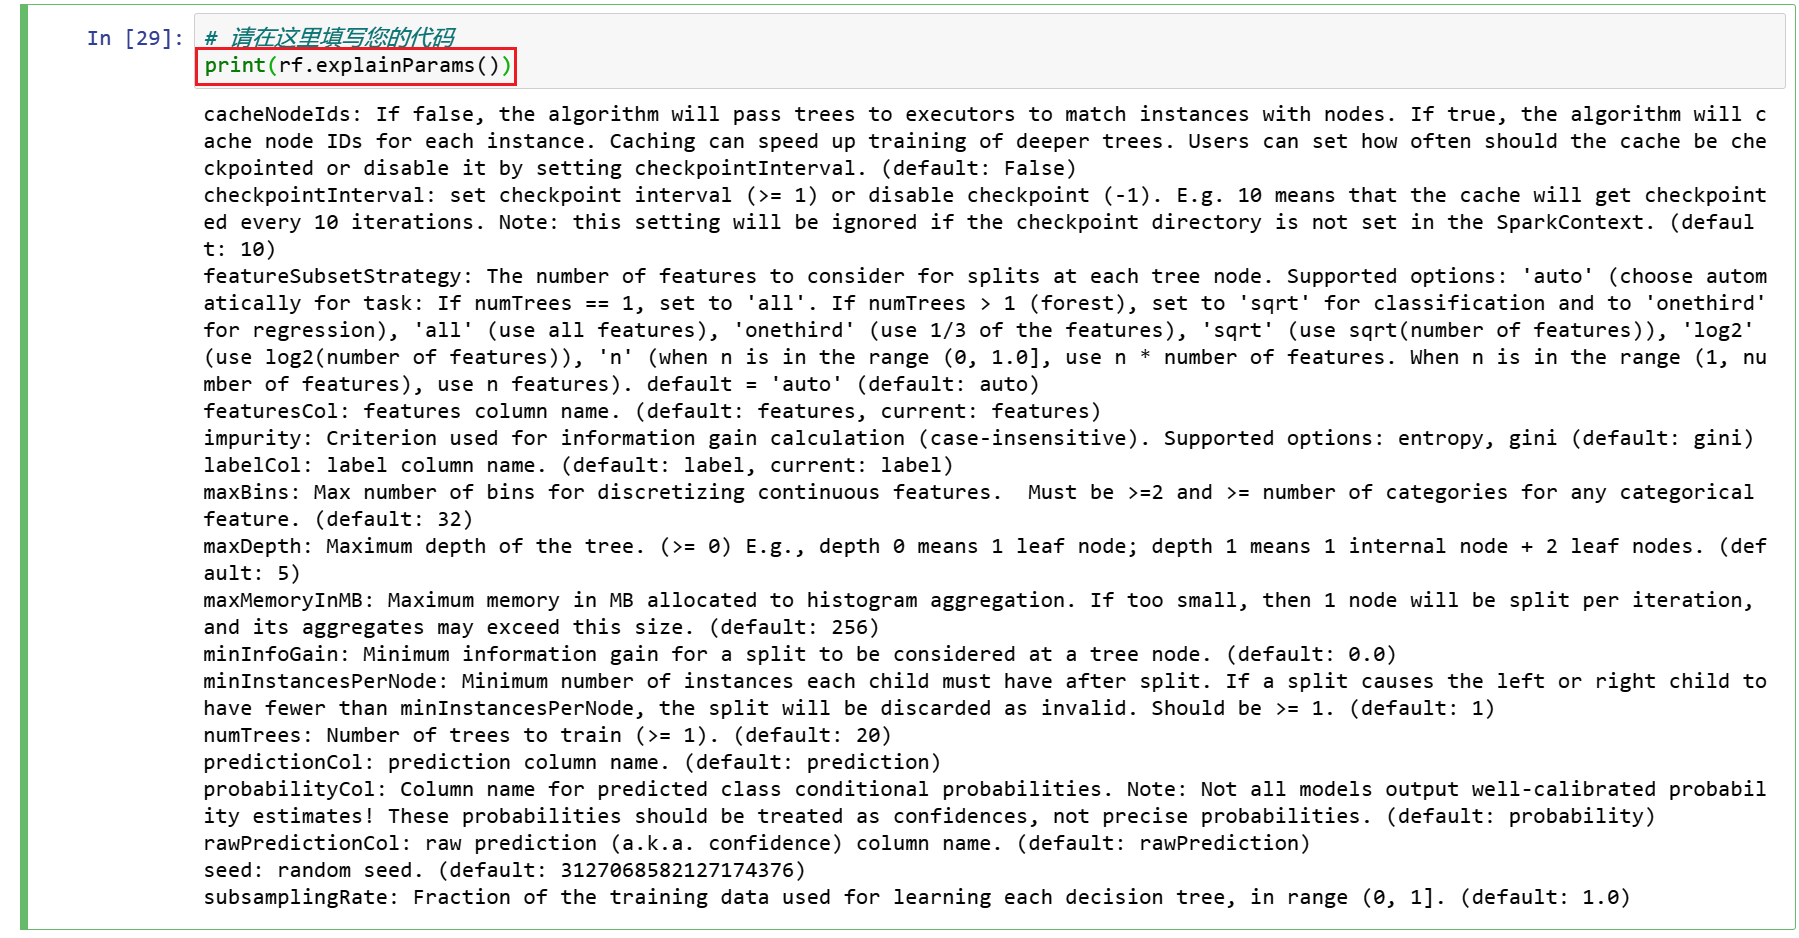 In [29]:
# 请在这里填写您的代码
print(rf.explainParams())
cacheNodeIds: If false, the algorithm will pass trees to executors to match instances with nodes. If true, the algorithm will c
ache node IDs for each instance. Caching can speed up training of deeper trees. Users can set how often should the cache be che
ckpointed or disable it by setting checkpointInterval. (default: False)
checkpointInterval: set checkpoint interval (>= 1) or disable checkpoint (-1). E.g. 10 means that the cache will get checkpoint
ed every 10 iterations. Note: this setting will be ignored if the checkpoint directory is not set in the SparkContext. (defaul
t: 10)
featureSubsetStrategy: The number of features to consider for splits at each tree node. Supported options: 'auto' (choose autom
atically for task: If numTrees == 1, set to 'all'. If numTrees > 1 (forest), set to 'sqrt' for classification and to 'onethird'
for regression), 'all' (use all features), 'onethird' (use 1/3 of the features), 'sqrt' (use sqrt(number of features)), 'log2'
(use log2(number of features)), 'n' (when n is in the range (0, 1.0], use n * number of features. When n is in the range (1, nu
mber of features), use n features). default = 'auto' (default: auto)
featuresCol: features column name. (default: features, current: features)
impurity: Criterion used for information gain calculation (case-insensitive). Supported options: entropy, gini (default: gini)
labelCol: label column name. (default: label, current: label)
maxBins: Max number of bins for discretizing continuous features.  Must be >=2 and >= number of categories for any categorical
feature. (default: 32)
maxDepth: Maximum depth of the tree. (>= 0) E.g., depth 0 means 1 leaf node; depth 1 means 1 internal node + 2 leaf nodes. (def
ault: 5)
maxMemoryInMB: Maximum memory in MB allocated to histogram aggregation. If too small, then 1 node will be split per iteration,
and its aggregates may exceed this size. (default: 256)
minInfoGain: Minimum information gain for a split to be considered at a tree node. (default: 0.0)
minInstancesPerNode: Minimum number of instances each child must have after split. If a split causes the left or right child to
have fewer than minInstancesPerNode, the split will be discarded as invalid. Should be >= 1. (default: 1)
numTrees: Number of trees to train (>= 1). (default: 20)
predictionCol: prediction column name. (default: prediction)
probabilityCol: Column name for predicted class conditional probabilities. Note: Not all models output well-calibrated probabil
ity estimates! These probabilities should be treated as confidences, not precise probabilities. (default: probability)
rawPredictionCol: raw prediction (a.k.a. confidence) column name. (default: rawPrediction)
seed: random seed. (default: 3127068582127174376)
subsamplingRate: Fraction of the training data used for learning each decision tree, in range (0, 1]. (default: 1.0)